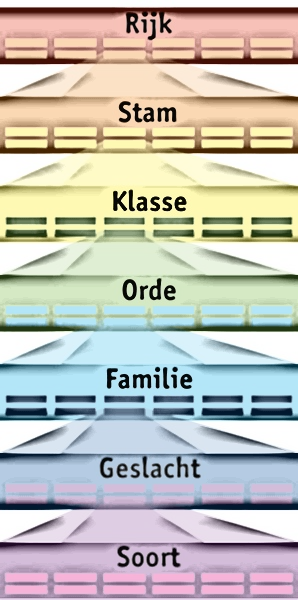 Rijk
Stam
Klasse
Orde
Familie
Geslacht
Soort